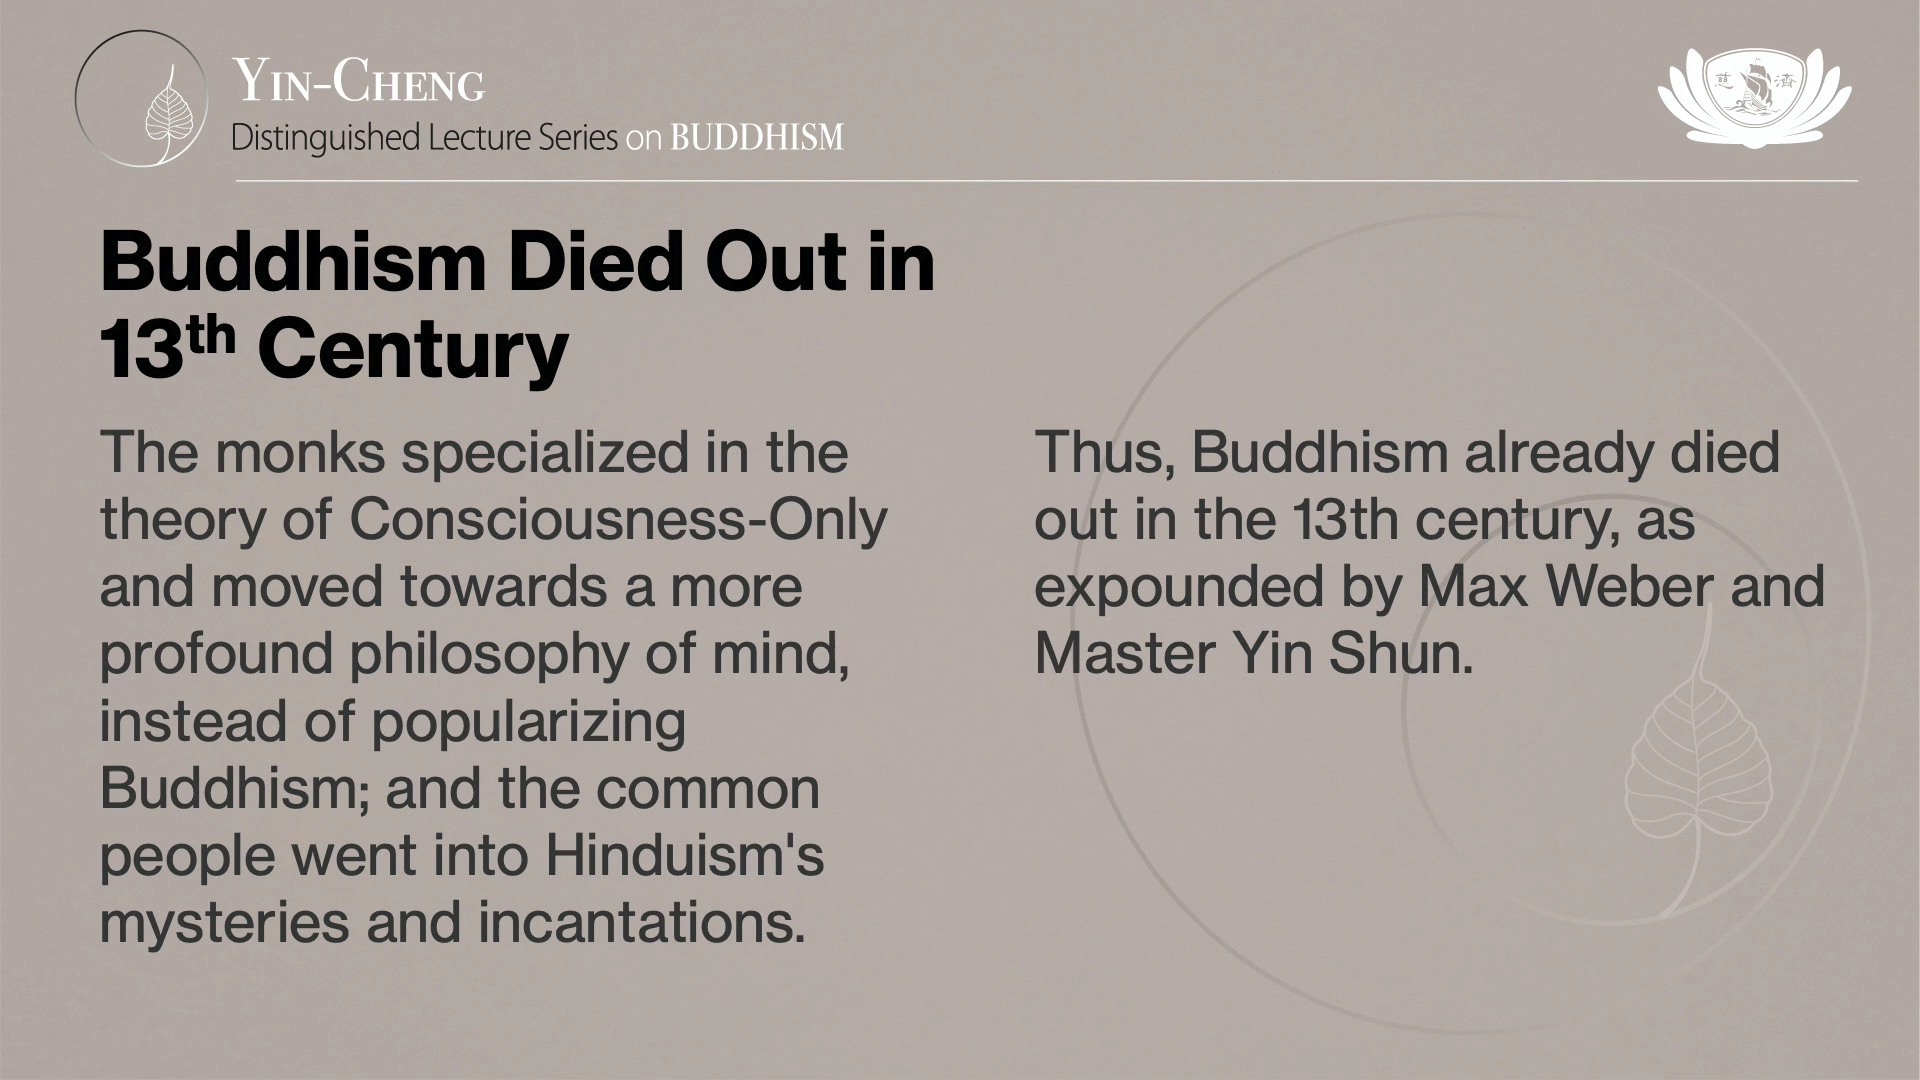 Yin-Cheng
Distinguished Lecture Series on BUDDHISM
慈 濟
Buddhism Died Out in
13th Century
The monks specialized in the
theory of Consciousness-Only
and moved towards a more
profound philosophy of mind,
instead of popularizing
Buddhism; and the common
people went into Hinduism's
mysteries and incantations.
Thus, Buddhism already died
out in the 13th century, as
expounded by Max Weber and
Master Yin Shun.